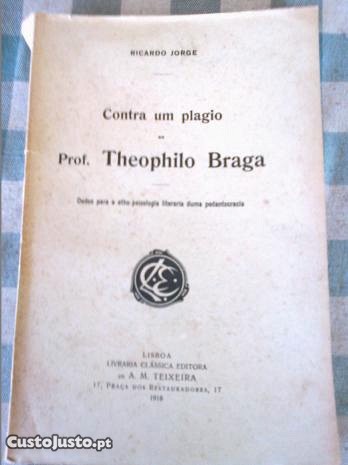 RICARDO JORGE
Contra um plagio
DO
Prof. Theophilo Braga
Dados para a etho-psicologia literaria duma pedantocracia
LISBOA
LIVRARIA CLÁSSICA EDITORA
DE A. M. TEIXEIRA
17, PRAÇA DOS RESTAURADORES, 17
1918
CustoJusto.pt